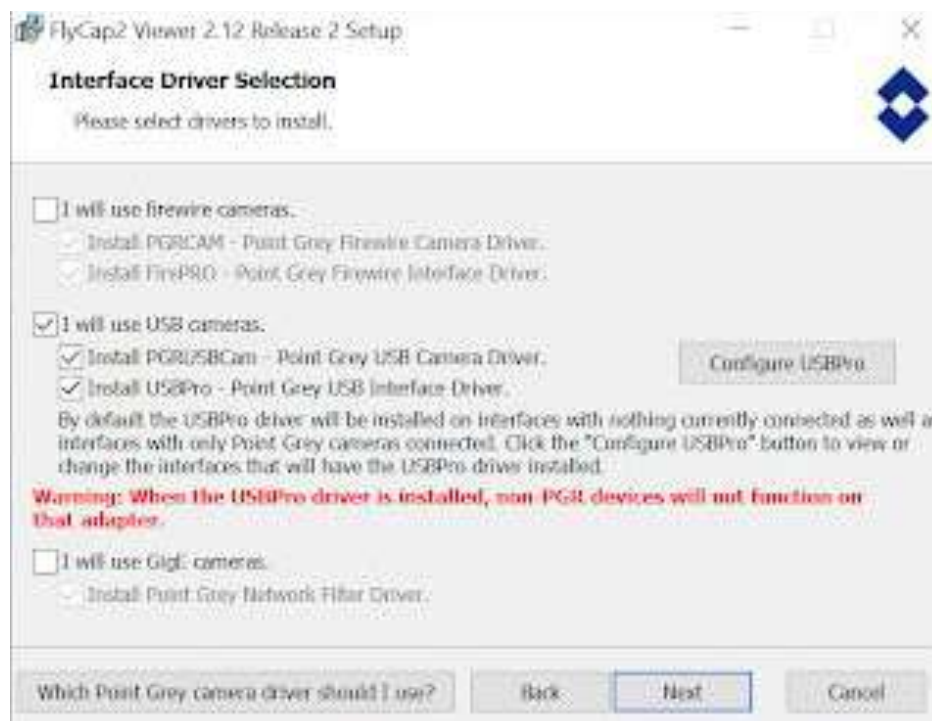 FlyCap2 Viewer 2.12 Release 2 Setup
Interface Driver Selection
Please select drivers to install.
I will use firewire cameras.
Install PGRCAM - Point Grey Firewire Camera Driver.
Install FirePRO - Point Grey Firewire Interface Driver.
I will use USB cameras.
Install PGRUSBCam - Point Grey USB Camera Driver.
Configure USBPro
Install USBPro - Point Grey USB Interface Driver.
By default the USBPro driver will be installed on interfaces with nothing currently connected as well a
interfaces with only Point Grey cameras connected. Click the "Configure USBPro" button to view or
change the interfaces that will have the USBPro driver installed.
Warning: When the USBPro driver is installed, non-PGR devices will not function on
that adapter.
I will use GigE cameras.
Install Point Grey Network Filter Driver.
Which Point Grey camera driver should I use?
Back
Next
Cancel